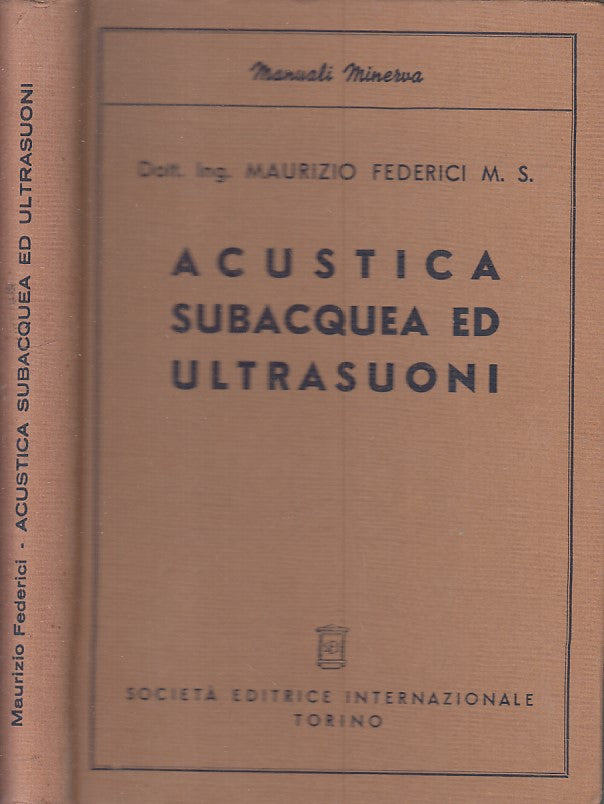 Maurizio Federici - ACUSTICA SUBACQUEA ED ULTRASUONI
Manuali Minerva
Dott. Ing. MAURIZIO FEDERICI M. S.
ACUSTICA
SUBACQUEA ED
ULTRASUONI
SEI
SOCIETÀ EDITRICE INTERNAZIONALE
TORINO